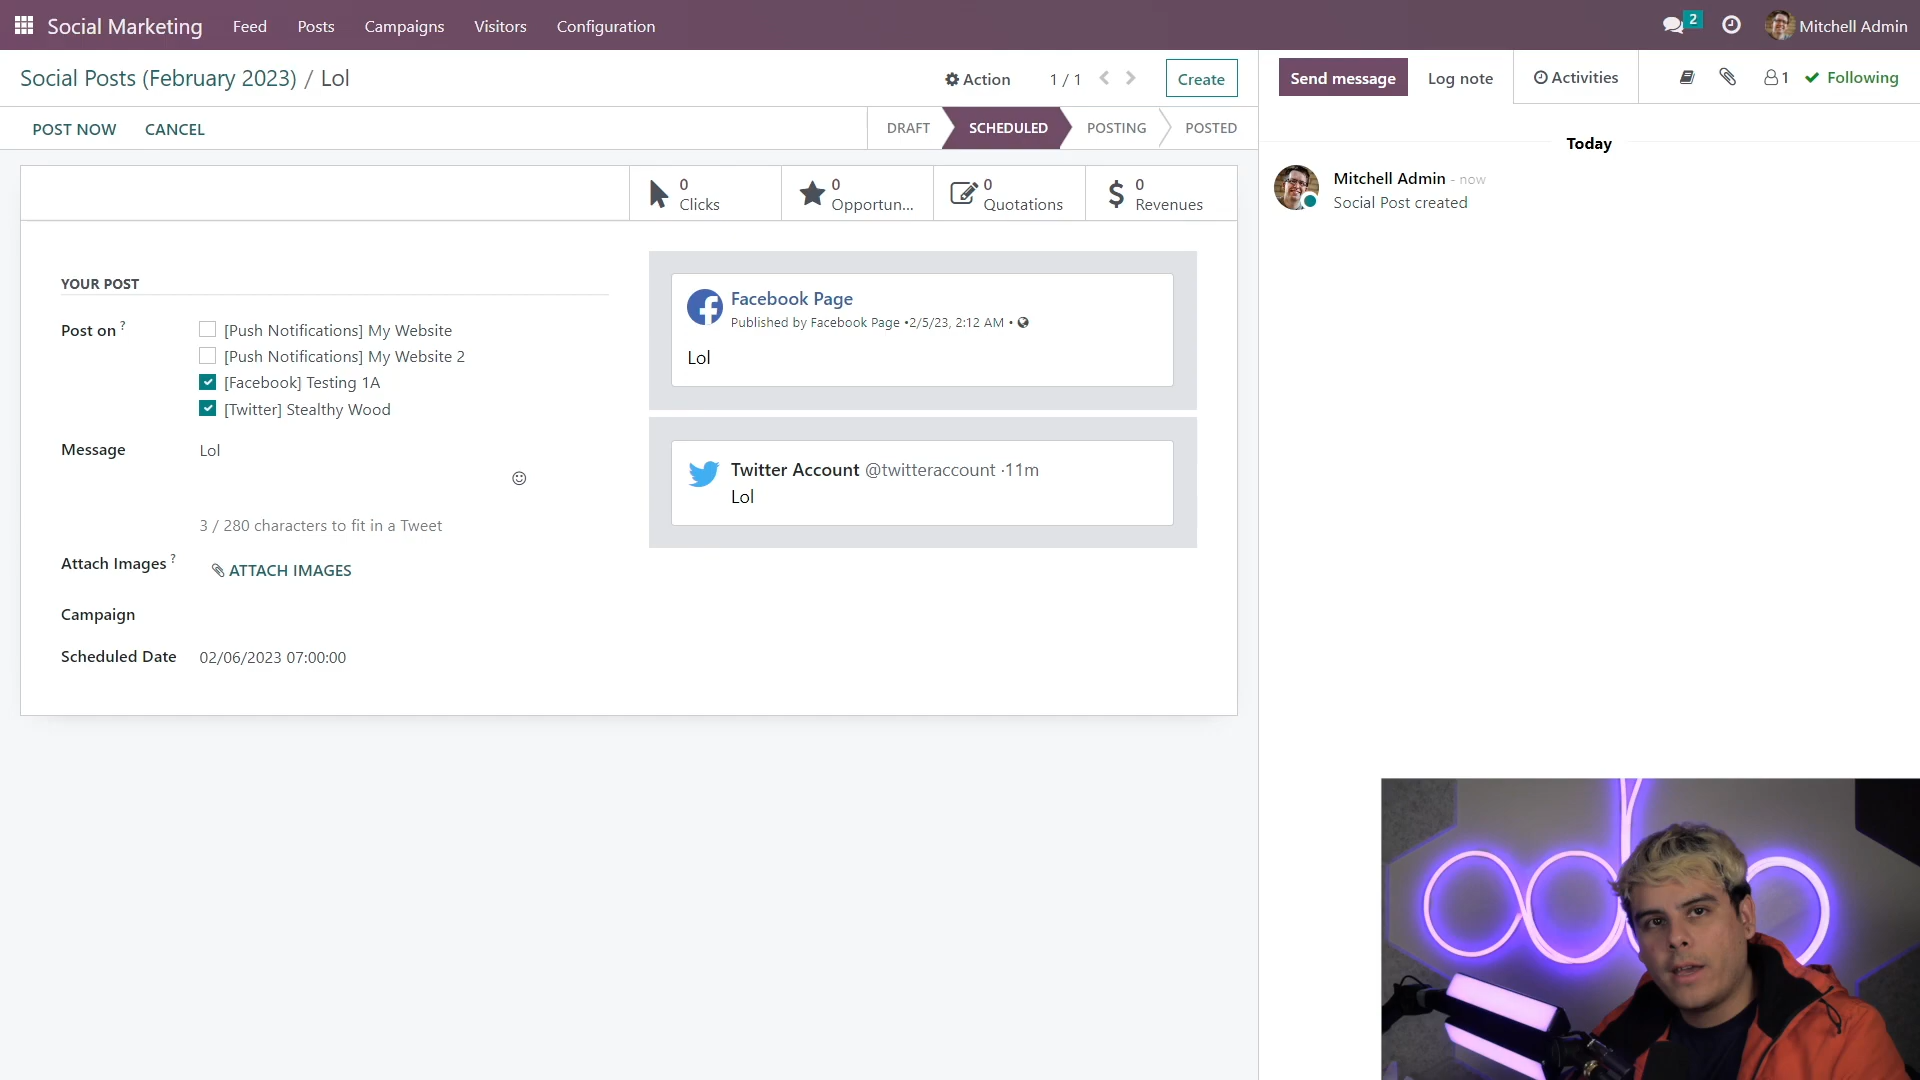 Social Marketing Feed Posts Campaigns Visitors Configuration 2 Mitchell Admin
Social Posts (February 2023) / Lol
Action 1 / 1 Create
POST NOW CANCEL
DRAFT SCHEDULED POSTING POSTED
0
Clicks
0
Opportun...
0
Quotations
0
Revenues
YOUR POST
Post on ?
[Push Notifications] My Website
[Push Notifications] My Website 2
[Facebook] Testing 1A
[Twitter] Stealthy Wood
Message Lol
3 / 280 characters to fit in a Tweet
Attach Images ? ATTACH IMAGES
Campaign
Scheduled Date 02/06/2023 07:00:00
Facebook Page
Published by Facebook Page •2/5/23, 2:12 AM •
Lol
Twitter Account @twitteraccount ·11m
Lol
Send message Log note Activities 1 Following
Today
Mitchell Admin - now
Social Post created
odoo